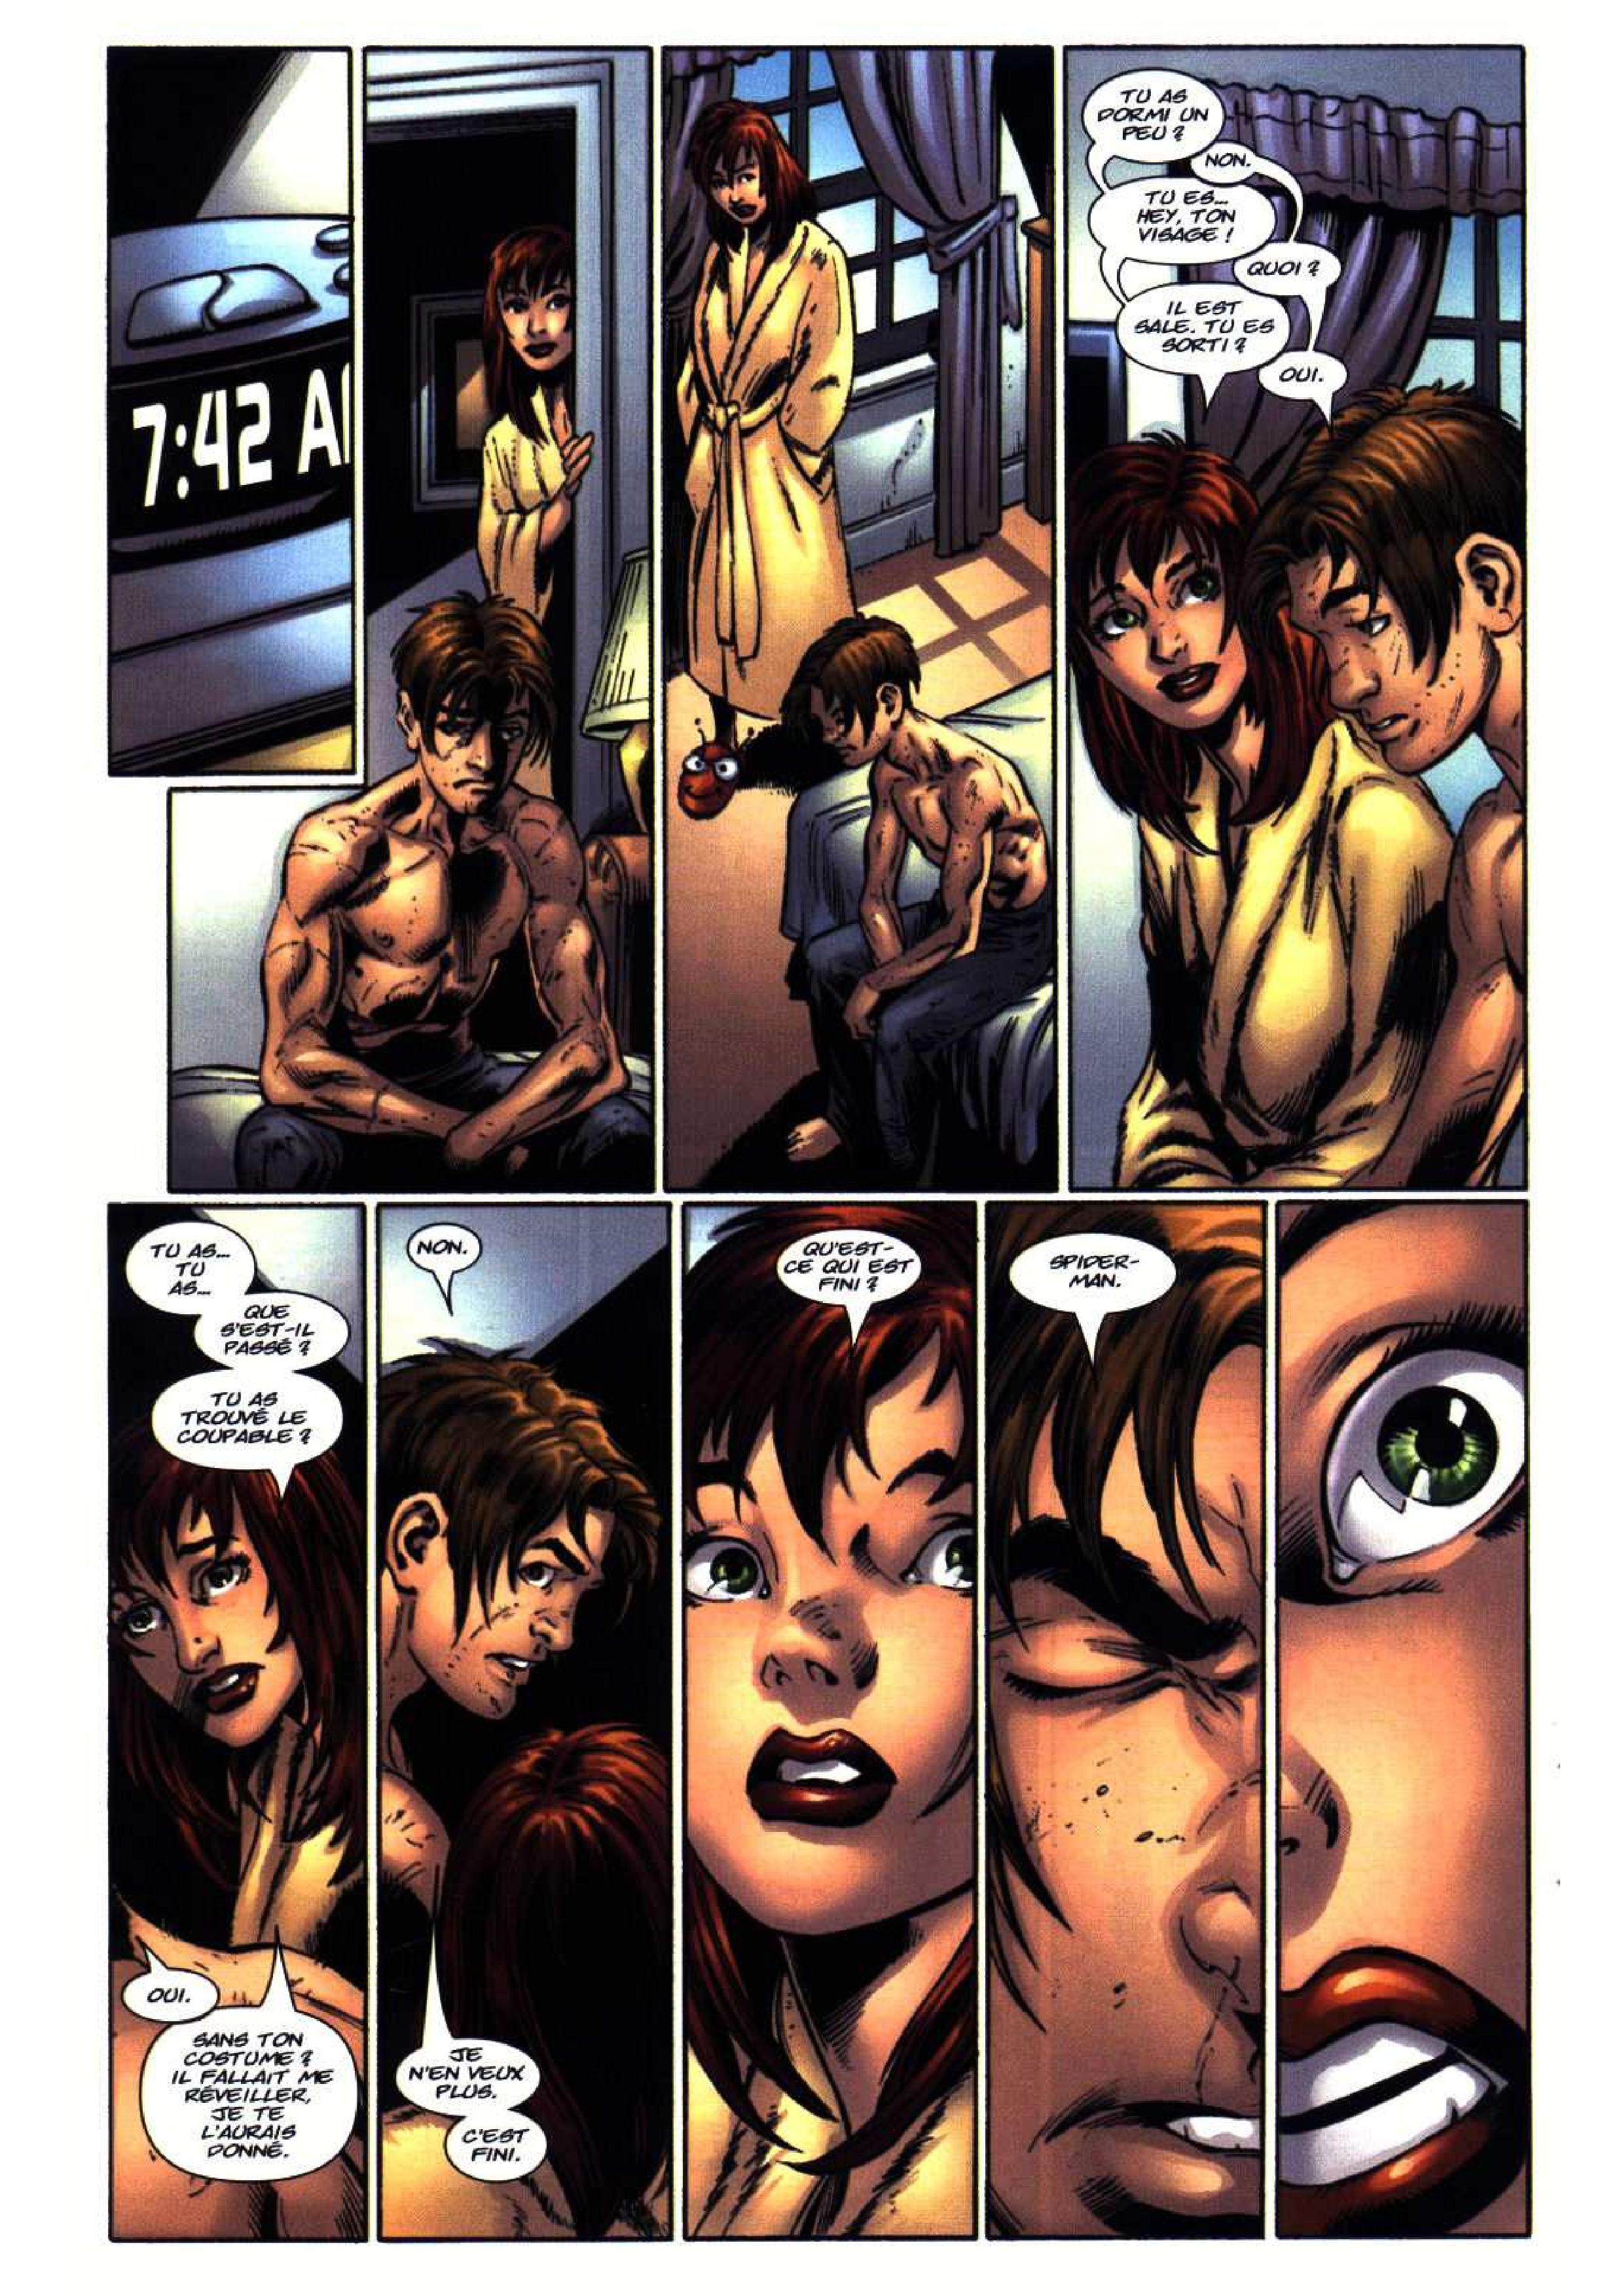 7:42 A
TU AS
DORMI UN
PEU ?
NON.
TU ES...
HEY, TON
VISAGE !
QUOI ?
IL EST
SALE. TU ES
SORTI ?
OUI.
TU AS...
TU
AS...
QUE
S'EST-IL
PASSÉ ?
TU AS
TROUVÉ LE
COUPABLE ?
OUI.
SANS TON
COSTUME ?
IL FALLAIT ME
RÉVEILLER,
JE TE
L'AURAIS
DONNÉ.
NON.
JE
N'EN VEUX
PLUS.
C'EST
FINI.
QU'EST-
CE QUI EST
FINI ?
SPIDER-
MAN.